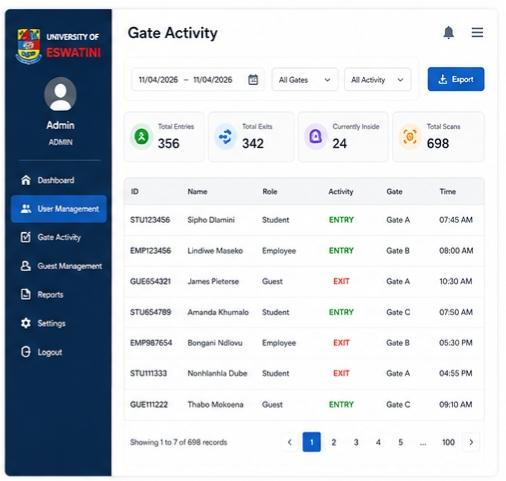 UNIVERSITY OF
ESWATINI
Admin
ADMIN
Dashboard
User Management
Gate Activity
Guest Management
Reports
Settings
Logout
Gate Activity
11/04/2026 – 11/04/2026
All Gates
All Activity
Export
Total Entries
356
Total Exits
342
Currently Inside
24
Total Scans
698
ID Name Role Activity Gate Time
STU123456 Sipho Dlamini Student ENTRY Gate A 07:45 AM
EMP123456 Lindiwe Maseko Employee ENTRY Gate B 08:00 AM
GUE654321 James Pieterse Guest EXIT Gate A 10:30 AM
STU654789 Amanda Khumalo Student ENTRY Gate C 07:50 AM
EMP987654 Bongani Ndlovu Employee EXIT Gate B 05:30 PM
STU111333 Nonhlanhla Dube Student EXIT Gate A 04:55 PM
GUE111222 Thabo Mokoena Guest ENTRY Gate C 09:10 AM
Showing 1 to 7 of 698 records
‹ 1 2 3 4 5 ... 100 ›